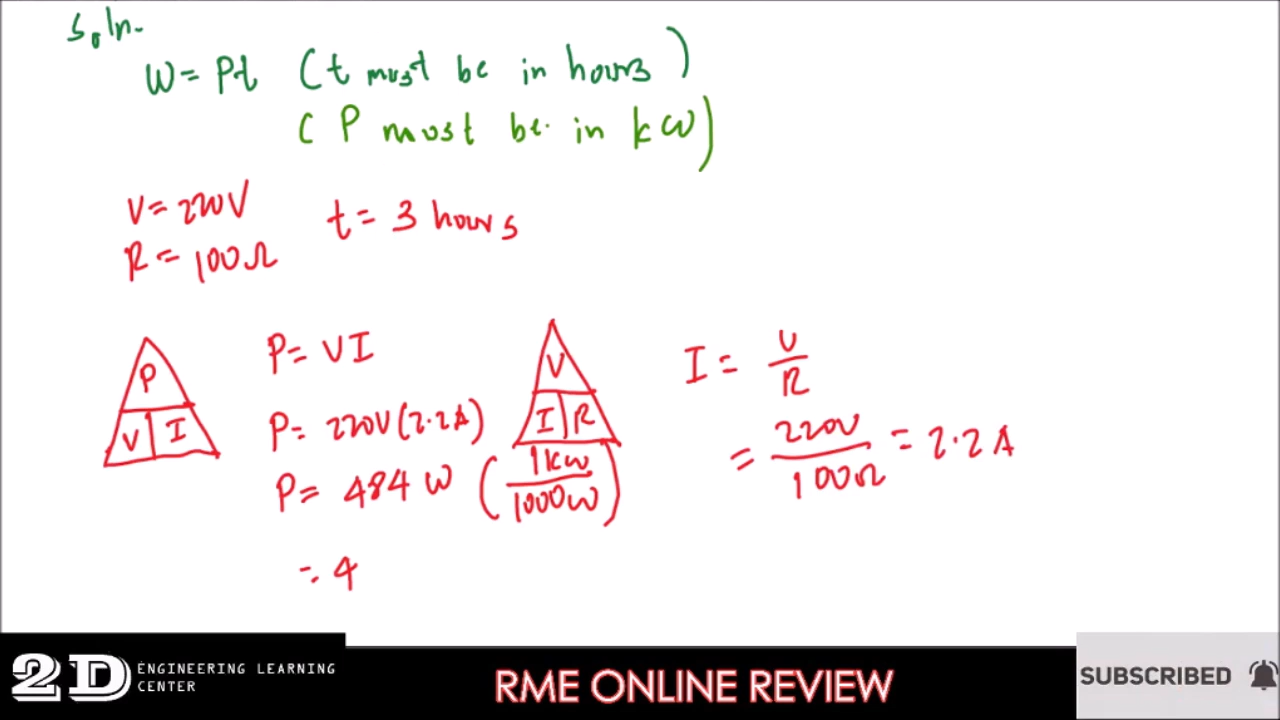 Soln.
W = Pt (t must be in hours)
(P must be in kW)
V = 220V
R = 100Ω
t = 3 hours
P
V I
P = VI
P = 220V(2.2A)
P = 484 W (1kW/1000W)
= 4
V
I R
I = V/R
= 220V/100Ω = 2.2A
2D ENGINEERING LEARNING
CENTER
RME ONLINE REVIEW
SUBSCRIBED